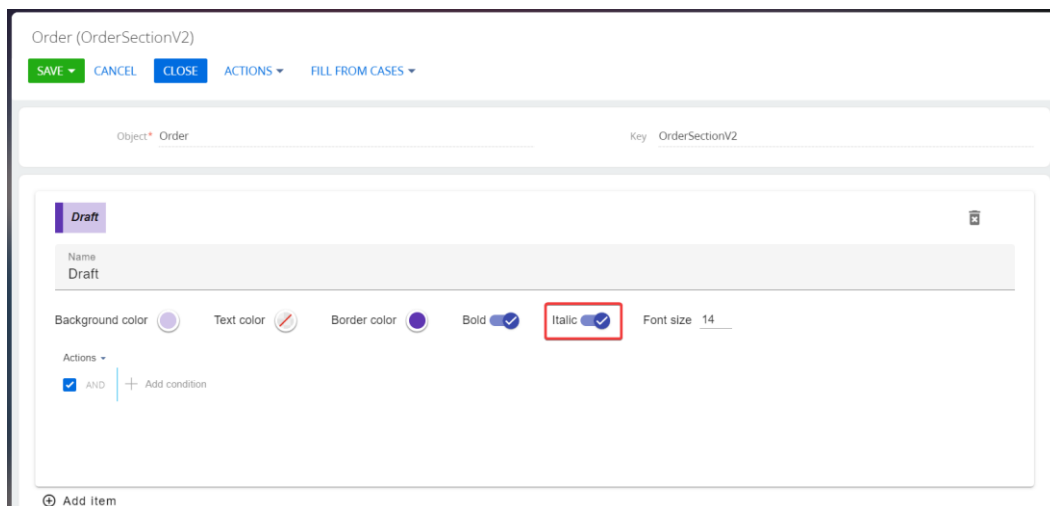 Order (OrderSectionV2)
SAVE CANCEL CLOSE ACTIONS FILL FROM CASES
Object* Order Key OrderSectionV2
Draft
Name
Draft
Background color Text color Border color Bold Italic Font size 14
Actions
AND Add condition
Add item